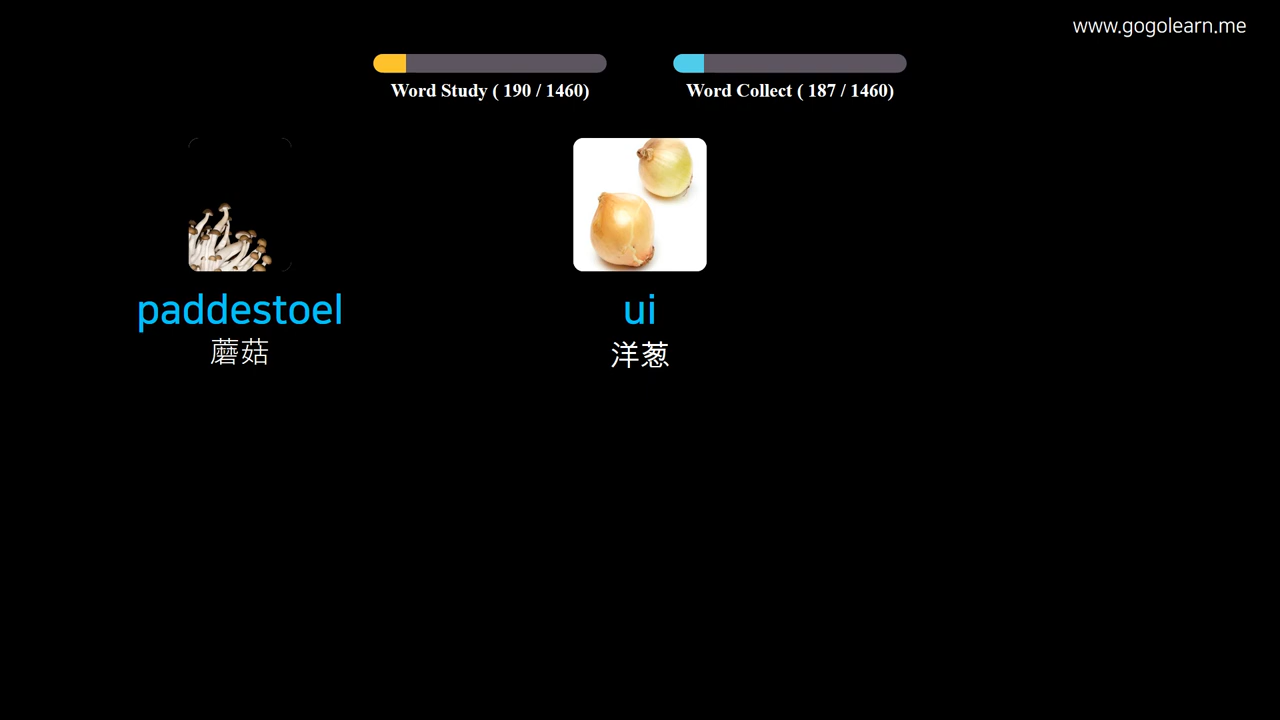 www.gogolearn.me
Word Study ( 190 / 1460)
Word Collect ( 187 / 1460)
paddestoel
蘑菇
ui
洋葱